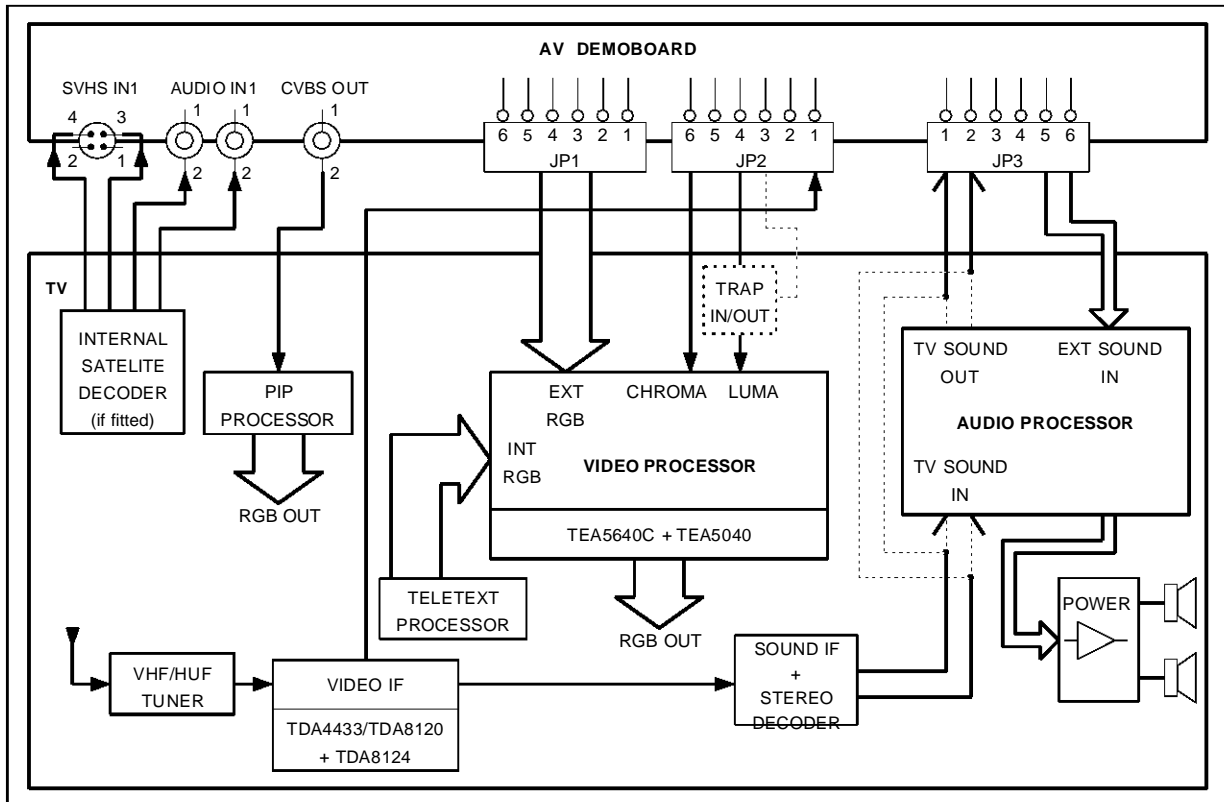 AV DEMOBOARD
SVHS IN1
AUDIO IN1
CVBS OUT
4 3
2 1
1
2
1
2
1
2
6 5 4 3 2 1
JP1
6 5 4 3 2 1
JP2
1 2 3 4 5 6
JP3
TV
INTERNAL
SATELITE
DECODER
(if fitted)
PIP
PROCESSOR
RGB OUT
TRAP
IN/OUT
EXT
RGB
CHROMA
LUMA
INT
RGB
VIDEO PROCESSOR
TEA5640C + TEA5040
RGB OUT
TELETEXT
PROCESSOR
TV SOUND
OUT
EXT SOUND
IN
AUDIO PROCESSOR
TV SOUND
IN
POWER
VHF/HUF
TUNER
VIDEO IF
TDA4433/TDA8120
+ TDA8124
SOUND IF
+
STEREO
DECODER